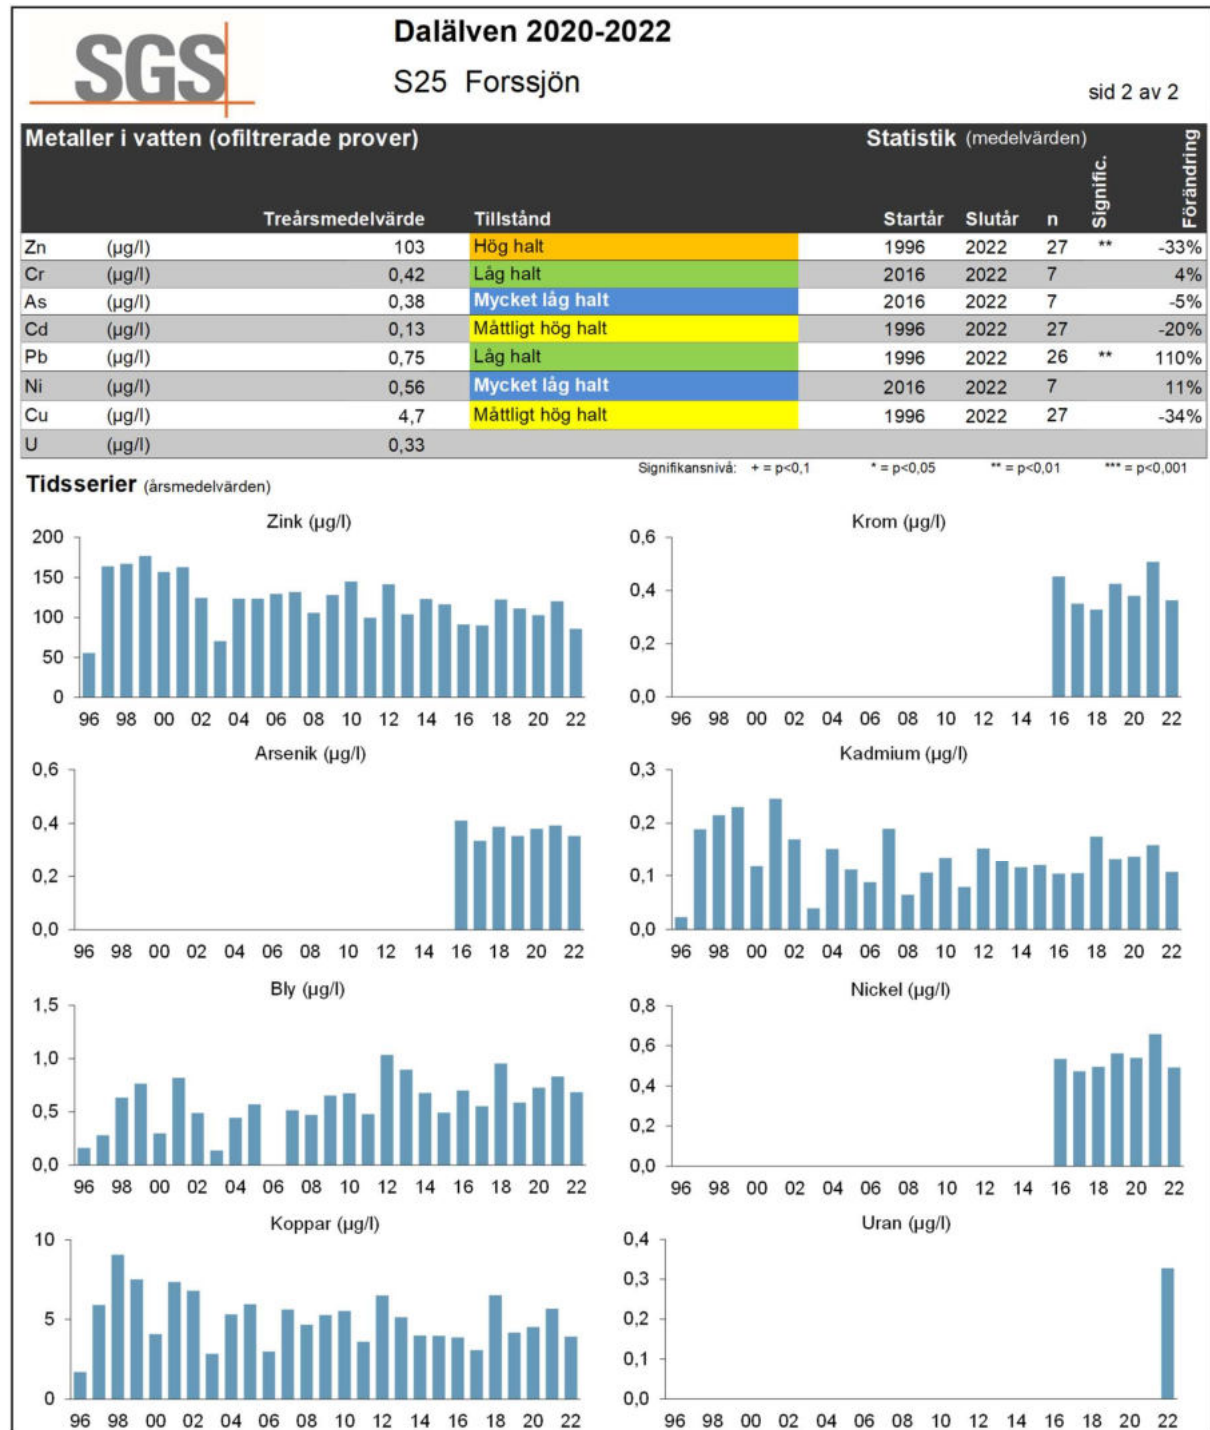 SGS
Dalälven 2020-2022
S25 Forssjön
sid 2 av 2
Metaller i vatten (ofiltrerade prover) Statistik (medelvärden)
Treårsmedelvärde Tillstånd Startår Slutår n Signific. Förändring
Zn (µg/l) 103 Hög halt 1996 2022 27 ** -33%
Cr (µg/l) 0,42 Låg halt 2016 2022 7 4%
As (µg/l) 0,38 Mycket låg halt 2016 2022 7 -5%
Cd (µg/l) 0,13 Måttligt hög halt 1996 2022 27 -20%
Pb (µg/l) 0,75 Låg halt 1996 2022 26 ** 110%
Ni (µg/l) 0,56 Mycket låg halt 2016 2022 7 11%
Cu (µg/l) 4,7 Måttligt hög halt 1996 2022 27 -34%
U (µg/l) 0,33
Signifikansnivå: + = p<0,1 * = p<0,05 ** = p<0,01 *** = p<0,001
Tidsserier (årsmedelvärden)
Zink (µg/l)
200
150
100
50
0
96 98 00 02 04 06 08 10 12 14 16 18 20 22
Krom (µg/l)
0,6
0,4
0,2
0,0
96 98 00 02 04 06 08 10 12 14 16 18 20 22
Arsenik (µg/l)
0,6
0,4
0,2
0,0
96 98 00 02 04 06 08 10 12 14 16 18 20 22
Kadmium (µg/l)
0,3
0,2
0,1
0,0
96 98 00 02 04 06 08 10 12 14 16 18 20 22
Bly (µg/l)
1,5
1,0
0,5
0,0
96 98 00 02 04 06 08 10 12 14 16 18 20 22
Nickel (µg/l)
0,8
0,6
0,4
0,2
0,0
96 98 00 02 04 06 08 10 12 14 16 18 20 22
Koppar (µg/l)
10
5
0
96 98 00 02 04 06 08 10 12 14 16 18 20 22
Uran (µg/l)
0,4
0,3
0,2
0,1
0,0
96 98 00 02 04 06 08 10 12 14 16 18 20 22